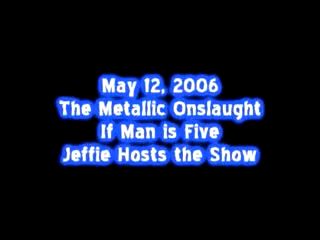 May 12, 2006
The Metallic Onslaught
If Man is Five
Jeffie Hosts the Show